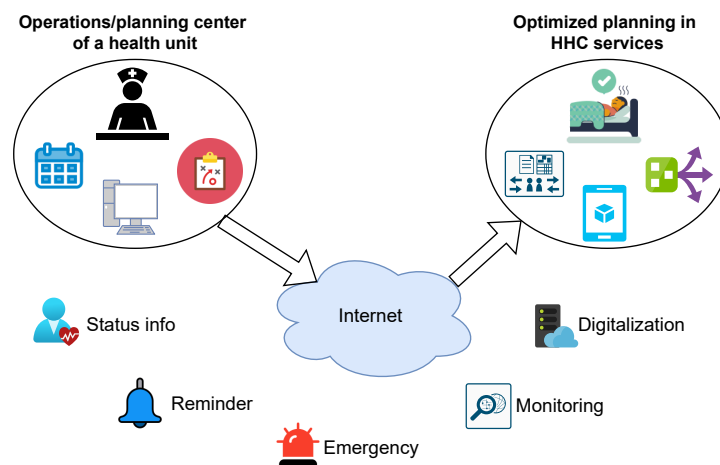 Operations/planning center
of a health unit
Optimized planning in
HHC services
Internet
Status info
Digitalization
Reminder
Monitoring
Emergency